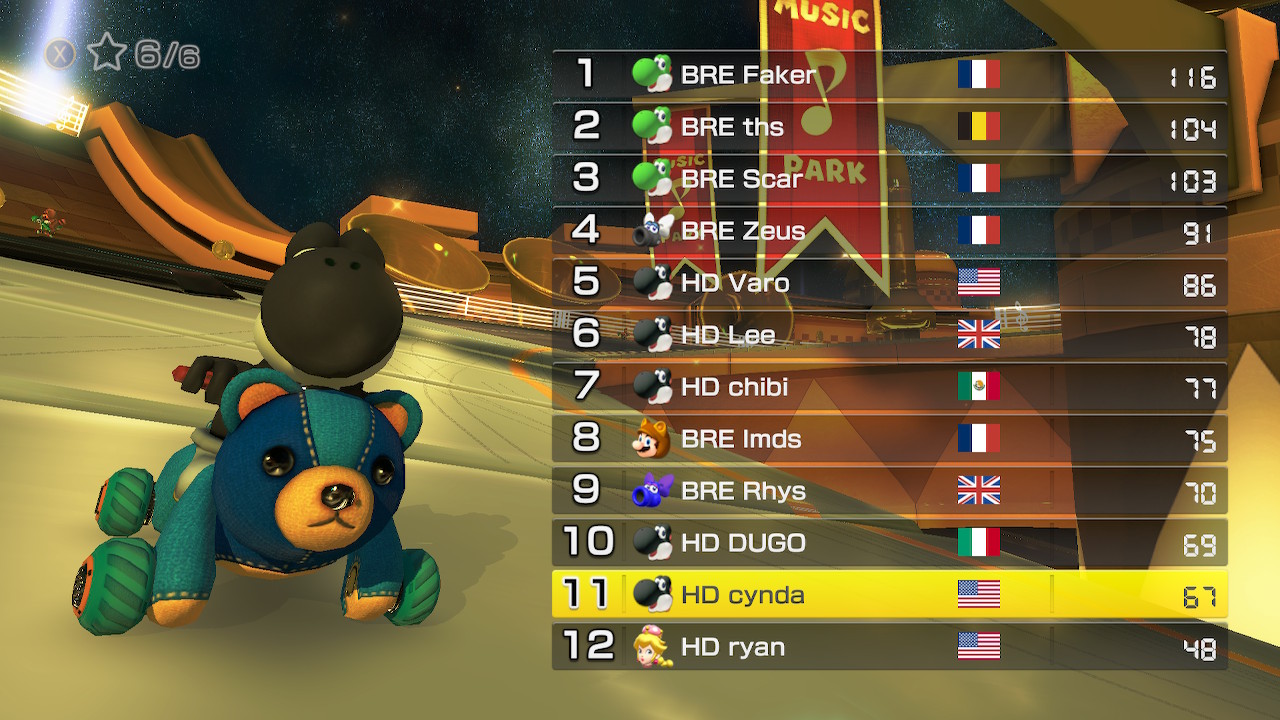 X 6/6
MUSIC
PARK
MUSIC
1 BRE Faker 116
2 BRE ths 104
3 BRE Scar 103
4 BRE Zeus 91
5 HD Varo 86
6 HD Lee 78
7 HD chibi 77
8 BRE lmds 75
9 BRE Rhys 70
10 HD DUGO 69
11 HD cynda 67
12 HD ryan 48